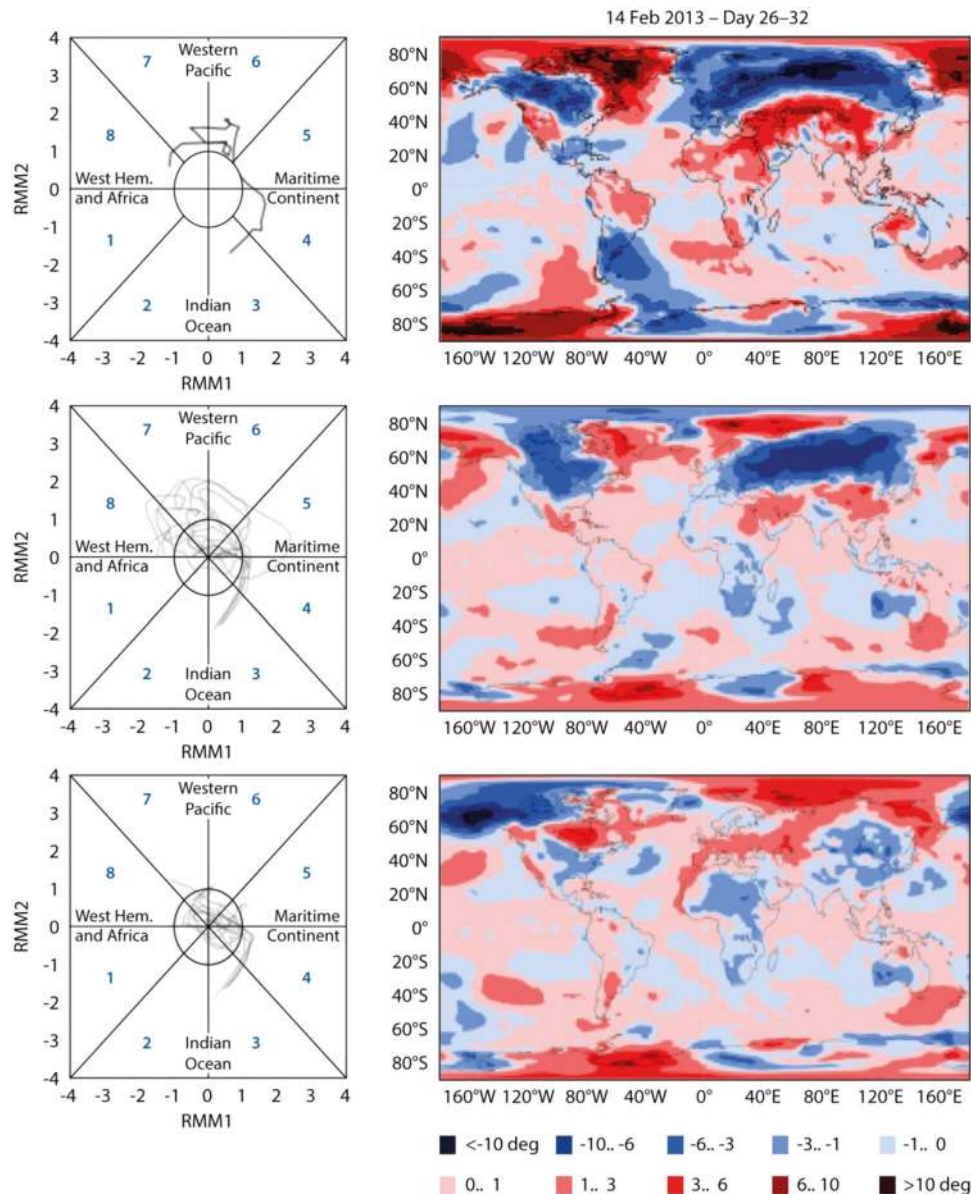 14 Feb 2013 – Day 26–32
4
3
2
1
0
-1
-2
-3
-4
RMM2
7
Western
Pacific
6
8
5
West Hem.
and Africa
Maritime
Continent
1
4
2
Indian
Ocean
3
-4 -3 -2 -1 0 1 2 3 4
RMM1
80°N
60°N
40°N
20°N
0°
20°S
40°S
60°S
80°S
160°W 120°W 80°W 40°W 0° 40°E 80°E 120°E 160°E
4
3
2
1
0
-1
-2
-3
-4
RMM2
7
Western
Pacific
6
8
5
West Hem.
and Africa
Maritime
Continent
1
4
2
Indian
Ocean
3
-4 -3 -2 -1 0 1 2 3 4
RMM1
80°N
60°N
40°N
20°N
0°
20°S
40°S
60°S
80°S
160°W 120°W 80°W 40°W 0° 40°E 80°E 120°E 160°E
4
3
2
1
0
-1
-2
-3
-4
RMM2
7
Western
Pacific
6
8
5
West Hem.
and Africa
Maritime
Continent
1
4
2
Indian
Ocean
3
-4 -3 -2 -1 0 1 2 3 4
RMM1
80°N
60°N
40°N
20°N
0°
20°S
40°S
60°S
80°S
160°W 120°W 80°W 40°W 0° 40°E 80°E 120°E 160°E
<-10 deg -10.. -6 -6.. -3 -3.. -1 -1.. 0
0.. 1 1.. 3 3.. 6 6.. 10 >10 deg